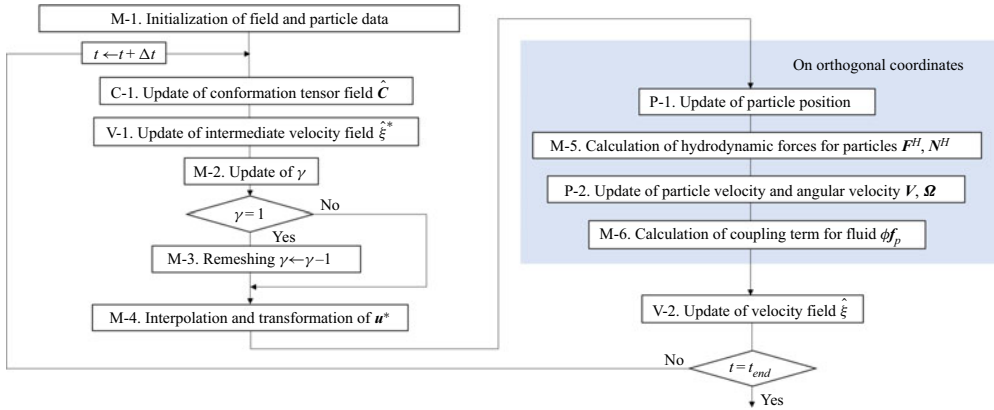 M-1. Initialization of field and particle data
t ← t + Δt
C-1. Update of conformation tensor field Ĉ
V-1. Update of intermediate velocity field ξ̂*
M-2. Update of γ
γ = 1
No
Yes
M-3. Remeshing γ←γ–1
M-4. Interpolation and transformation of u*
On orthogonal coordinates
P-1. Update of particle position
M-5. Calculation of hydrodynamic forces for particles Fᴴ, Nᴴ
P-2. Update of particle velocity and angular velocity V, Ω
M-6. Calculation of coupling term for fluid ϕfₚ
V-2. Update of velocity field ξ̂
No
t = t_end
Yes